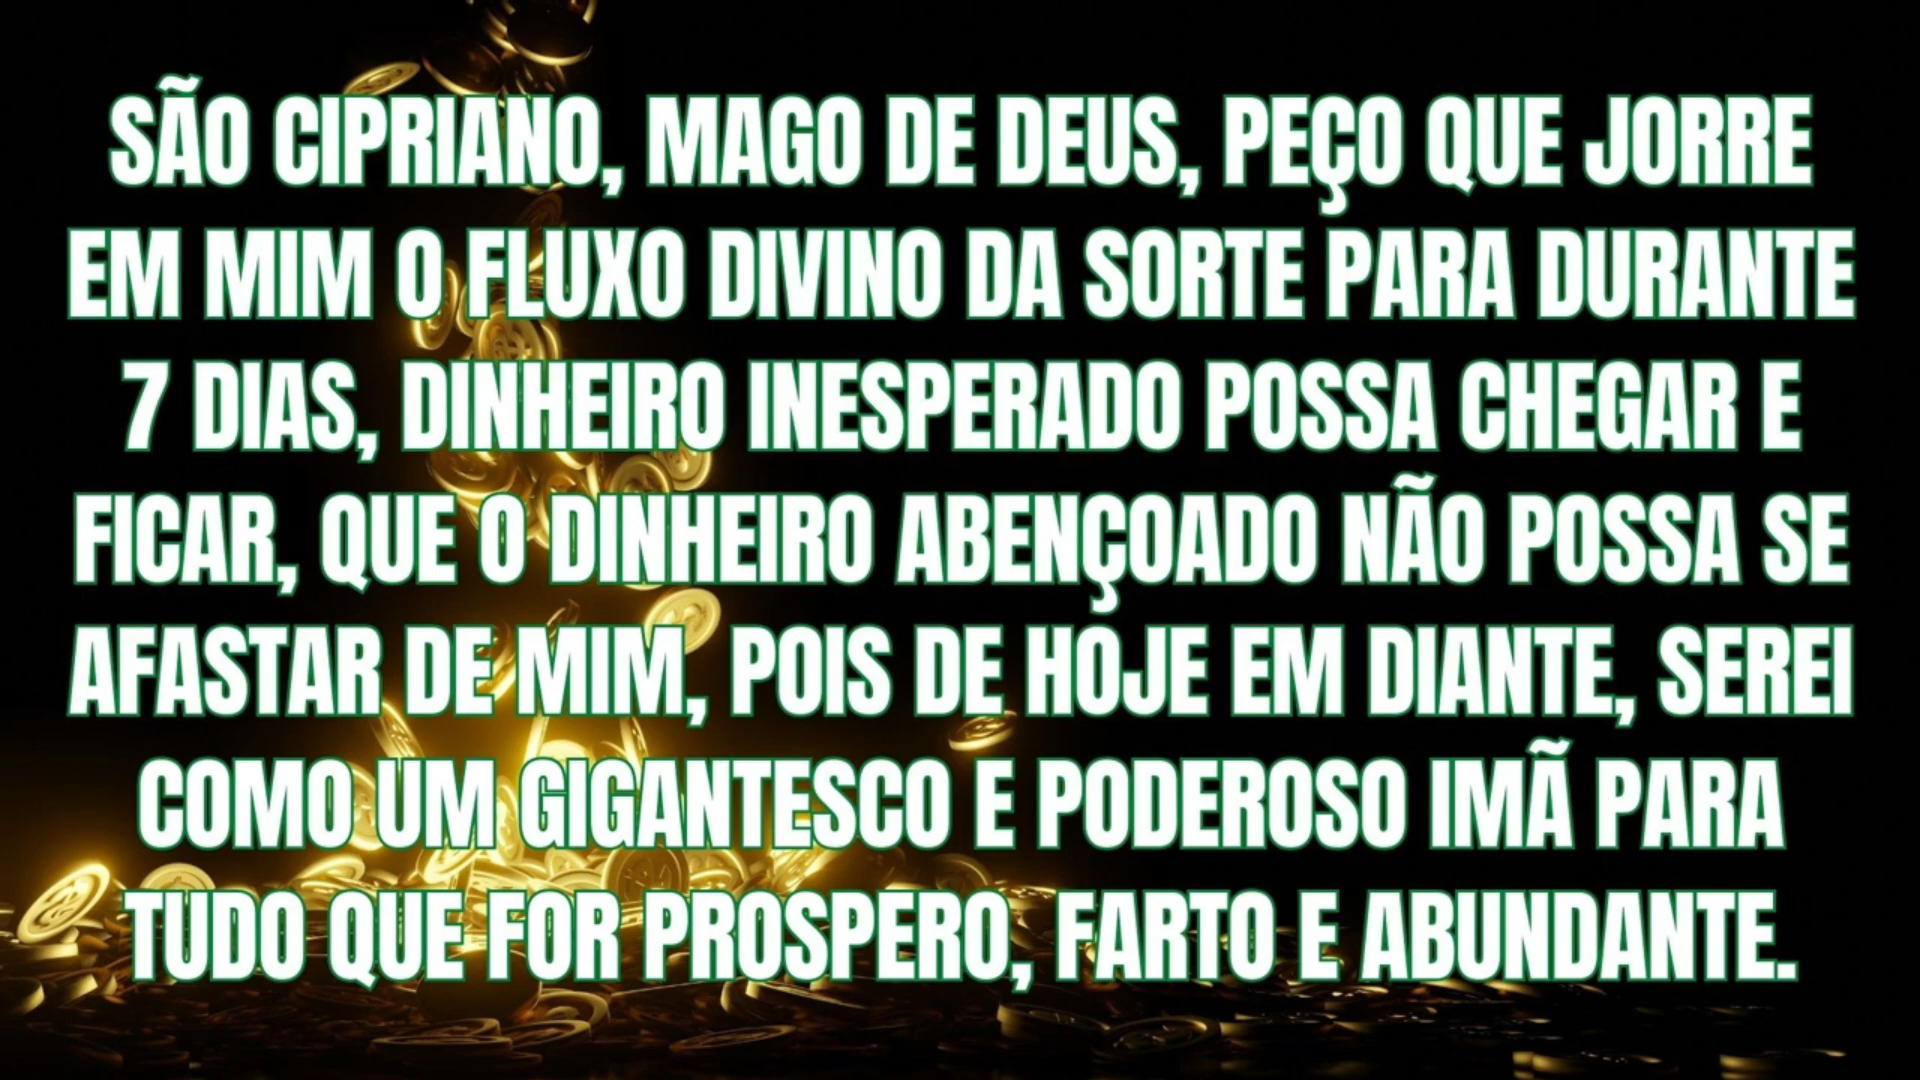 SÃO CIPRIANO, MAGO DE DEUS, PEÇO QUE JORRE
EM MIM O FLUXO DIVINO DA SORTE PARA DURANTE
7 DIAS, DINHEIRO INESPERADO POSSA CHEGAR E
FICAR, QUE O DINHEIRO ABENÇOADO NÃO POSSA SE
AFASTAR DE MIM, POIS DE HOJE EM DIANTE, SEREI
COMO UM GIGANTESCO E PODEROSO IMÃ PARA
TUDO QUE FOR PROSPERO, FARTO E ABUNDANTE.